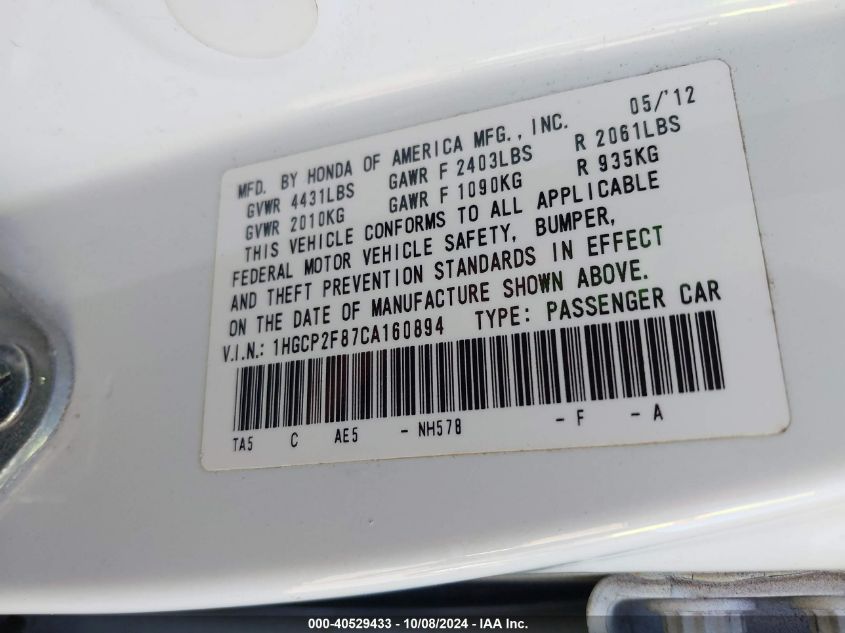 MFD. BY HONDA OF AMERICA MFG., INC. 05/'12
GVWR 4431LBS GAWR F 2403LBS R 2061LBS
GVWR 2010KG GAWR F 1090KG R 935KG
THIS VEHICLE CONFORMS TO ALL APPLICABLE
FEDERAL MOTOR VEHICLE SAFETY, BUMPER,
AND THEFT PREVENTION STANDARDS IN EFFECT
ON THE DATE OF MANUFACTURE SHOWN ABOVE.
V.I.N.: 1HGCP2F87CA160894 TYPE: PASSENGER CAR
TA5 C AE5 -NH578 -F -A
000-40529433 - 10/08/2024 - IAA Inc.